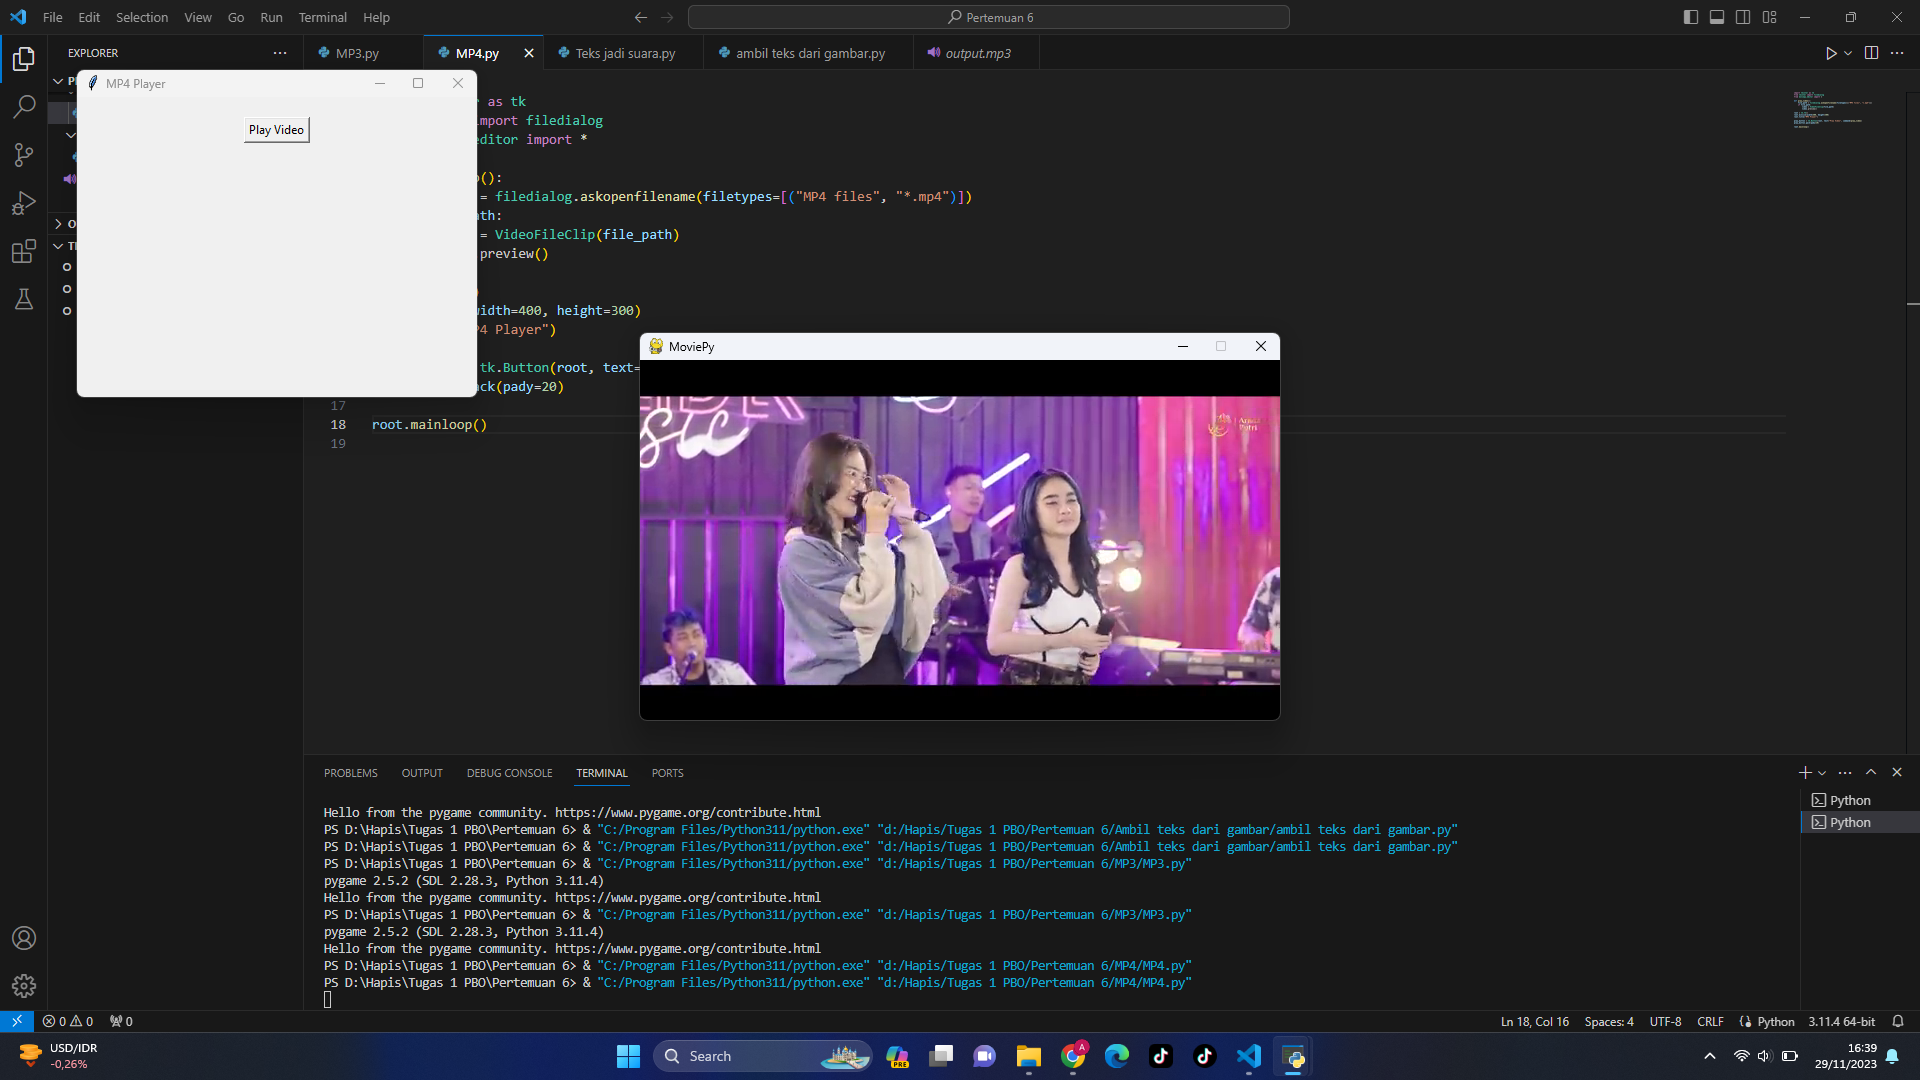 File Edit Selection View Go Run Terminal Help
Pertemuan 6
EXPLORER
MP3.py
MP4.py
Teks jadi suara.py
ambil teks dari gambar.py
output.mp3
MP4 Player
Play Video
as tk
import filedialog
editor import *
():
= filedialog.askopenfilename(filetypes=[("MP4 files", "*.mp4")])
ath:
= VideoFileClip(file_path)
preview()
width=400, height=300)
P4 Player")
tk.Button(root, text=
ck(pady=20)
17
18 root.mainloop()
19
MoviePy
PROBLEMS OUTPUT DEBUG CONSOLE TERMINAL PORTS
Hello from the pygame community. https://www.pygame.org/contribute.html
PS D:\Hapis\Tugas 1 PBO\Pertemuan 6> & "C:/Program Files/Python311/python.exe" "d:/Hapis/Tugas 1 PBO/Pertemuan 6/Ambil teks dari gambar/ambil teks dari gambar.py"
PS D:\Hapis\Tugas 1 PBO\Pertemuan 6> & "C:/Program Files/Python311/python.exe" "d:/Hapis/Tugas 1 PBO/Pertemuan 6/Ambil teks dari gambar/ambil teks dari gambar.py"
PS D:\Hapis\Tugas 1 PBO\Pertemuan 6> & "C:/Program Files/Python311/python.exe" "d:/Hapis/Tugas 1 PBO/Pertemuan 6/MP3/MP3.py"
pygame 2.5.2 (SDL 2.28.3, Python 3.11.4)
Hello from the pygame community. https://www.pygame.org/contribute.html
PS D:\Hapis\Tugas 1 PBO\Pertemuan 6> & "C:/Program Files/Python311/python.exe" "d:/Hapis/Tugas 1 PBO/Pertemuan 6/MP3/MP3.py"
pygame 2.5.2 (SDL 2.28.3, Python 3.11.4)
Hello from the pygame community. https://www.pygame.org/contribute.html
PS D:\Hapis\Tugas 1 PBO\Pertemuan 6> & "C:/Program Files/Python311/python.exe" "d:/Hapis/Tugas 1 PBO/Pertemuan 6/MP4/MP4.py"
PS D:\Hapis\Tugas 1 PBO\Pertemuan 6> & "C:/Program Files/Python311/python.exe" "d:/Hapis/Tugas 1 PBO/Pertemuan 6/MP4/MP4.py"
Python
Python
0 0 0
Ln 18, Col 16 Spaces: 4 UTF-8 CRLF Python 3.11.4 64-bit
USD/IDR
-0,26%
Search
PRE
A
16:39
29/11/2023